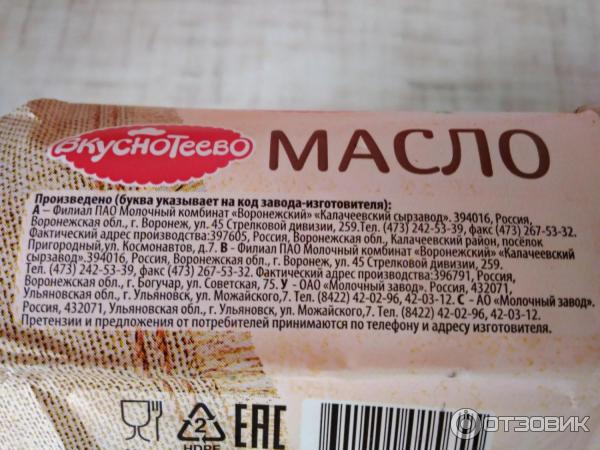 ВКУСНОТЕЕВО
МАСЛО
Произведено (буква указывает на код завода-изготовителя):
А – Филиал ПАО Молочный комбинат «Воронежский» «Калачеевский сырзавод». 394016, Россия,
Воронежская обл., г. Воронеж, ул. 45 Стрелковой дивизии, 259.Тел. (473) 242-53-39, факс (473) 267-53-32.
Фактический адрес производства:397605, Россия, Воронежская обл., Калачеевский район, посёлок
Пригородный,ул. Космонавтов, д.7. В - Филиал ПАО Молочный комбинат «Воронежский» «Калачеевский
сырзавод».394016, Россия, Воронежская обл., г. Воронеж, ул. 45 Стрелковой дивизии, 259.
Тел. (473) 242-53-39, факс (473) 267-53-32. Фактический адрес производства:396791, Россия,
Воронежская обл., г. Богучар, ул. Советская, 75. У - ОАО «Молочный завод». Россия, 432071,
Ульяновская обл., г. Ульяновск, ул. Можайского,7. Тел. (8422) 42-02-96, 42-03-12. С - АО «Молочный завод».
Россия, 432071, Ульяновская обл., г. Ульяновск, ул. Можайского,7. Тел. (8422) 42-02-96, 42-03-12.
Претензии и предложения от потребителей принимаются по телефону и адресу изготовителя.
2
HDPE
ЕАС
ОТЗОВИК